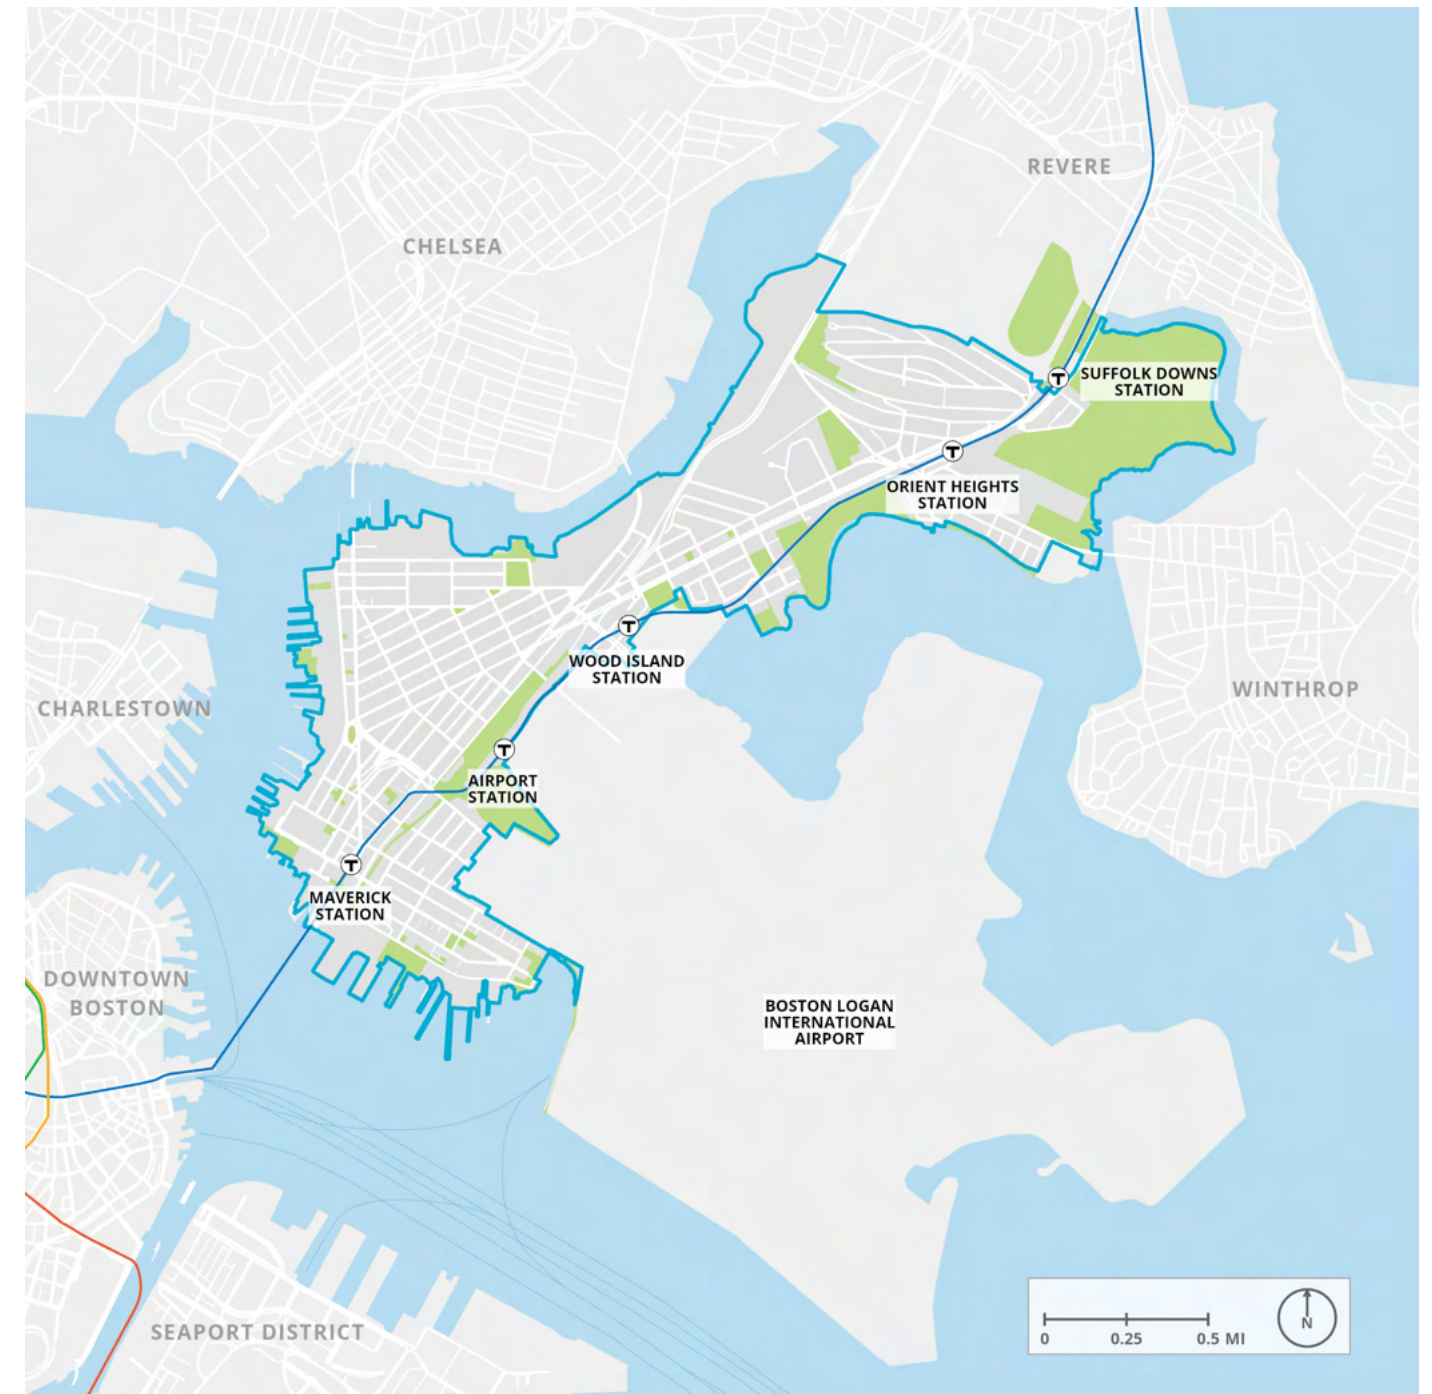 REVERE
CHELSEA
SUFFOLK DOWNS
STATION
T
T
ORIENT HEIGHTS
STATION
T
WOOD ISLAND
STATION
WINTHROP
CHARLESTOWN
T
AIRPORT
STATION
T
MAVERICK
STATION
DOWNTOWN
BOSTON
BOSTON LOGAN
INTERNATIONAL
AIRPORT
SEAPORT DISTRICT
N
0 0.25 0.5 MI